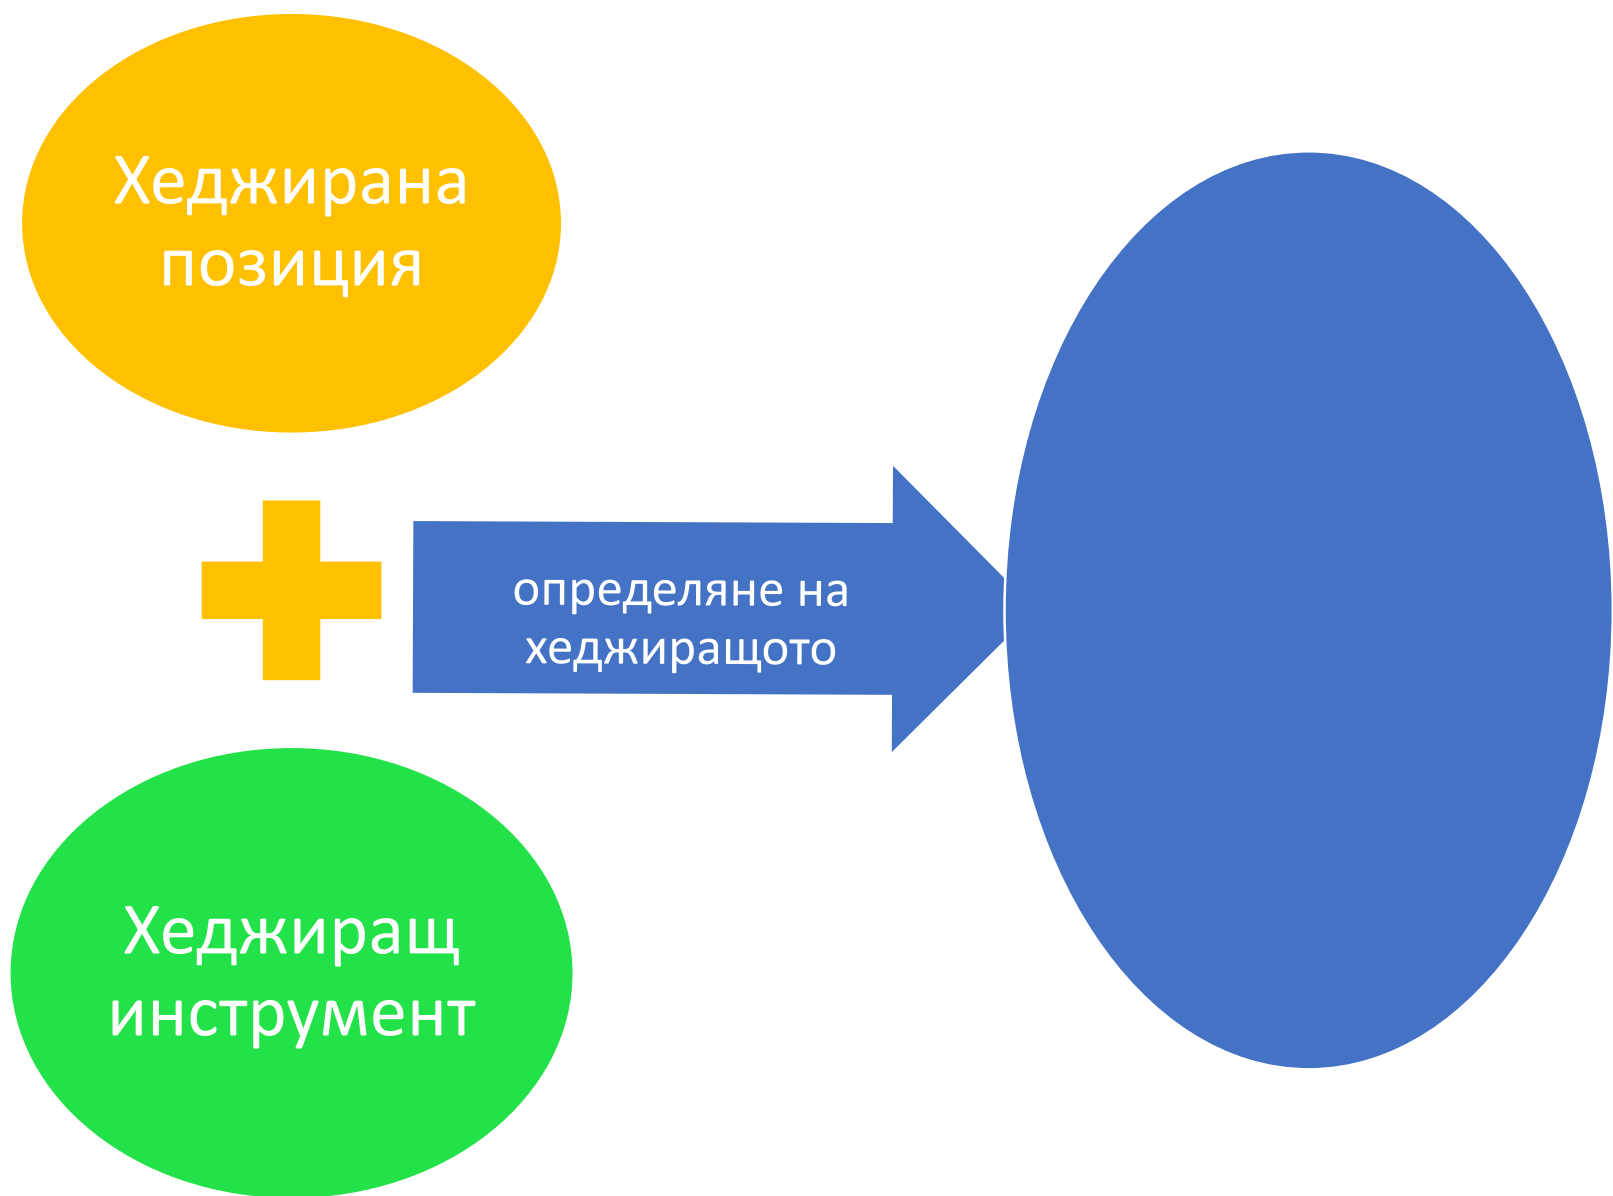 Хеджирана
позиция
определяне на
хеджиращото
Хеджиращ
инструмент